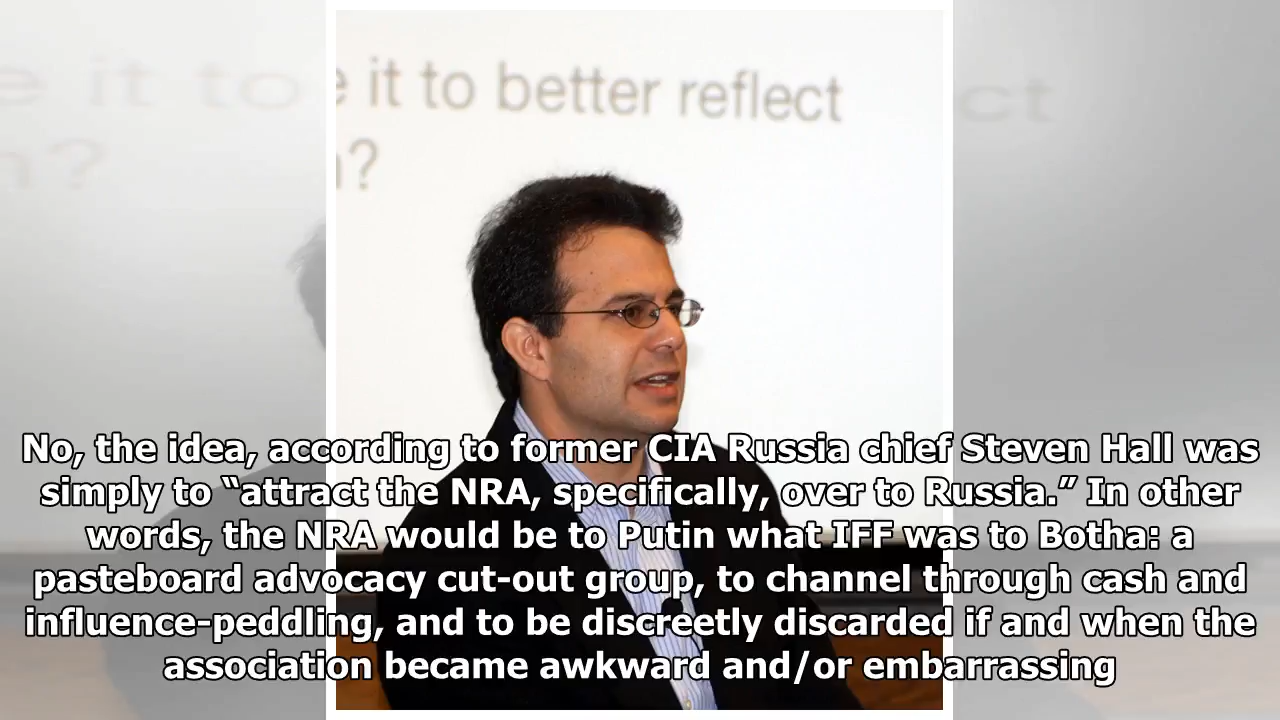 e it to better reflect
n?
No, the idea, according to former CIA Russia chief Steven Hall was
simply to “attract the NRA, specifically, over to Russia.” In other
words, the NRA would be to Putin what IFF was to Botha: a
pasteboard advocacy cut-out group, to channel through cash and
influence-peddling, and to be discreetly discarded if and when the
association became awkward and/or embarrassing